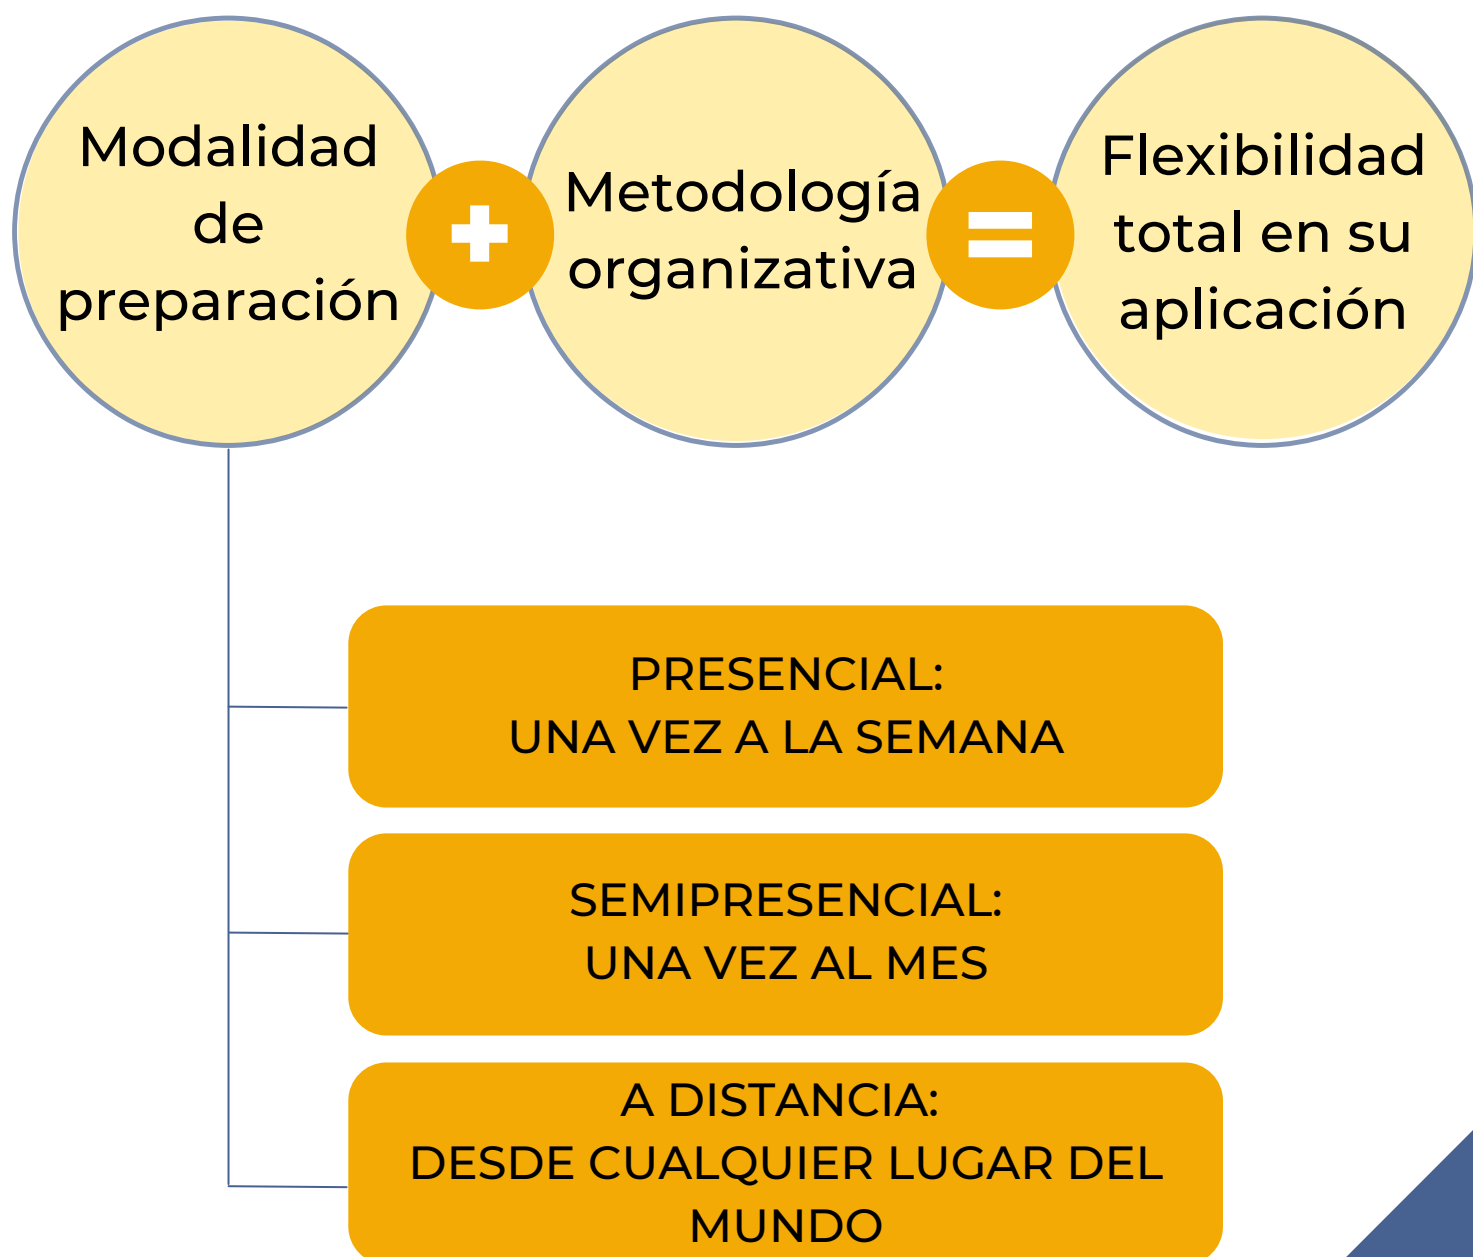 Modalidad
de
preparación
Metodología
organizativa
Flexibilidad
total en su
aplicación
PRESENCIAL:
UNA VEZ A LA SEMANA
SEMIPRESENCIAL:
UNA VEZ AL MES
A DISTANCIA:
DESDE CUALQUIER LUGAR DEL
MUNDO